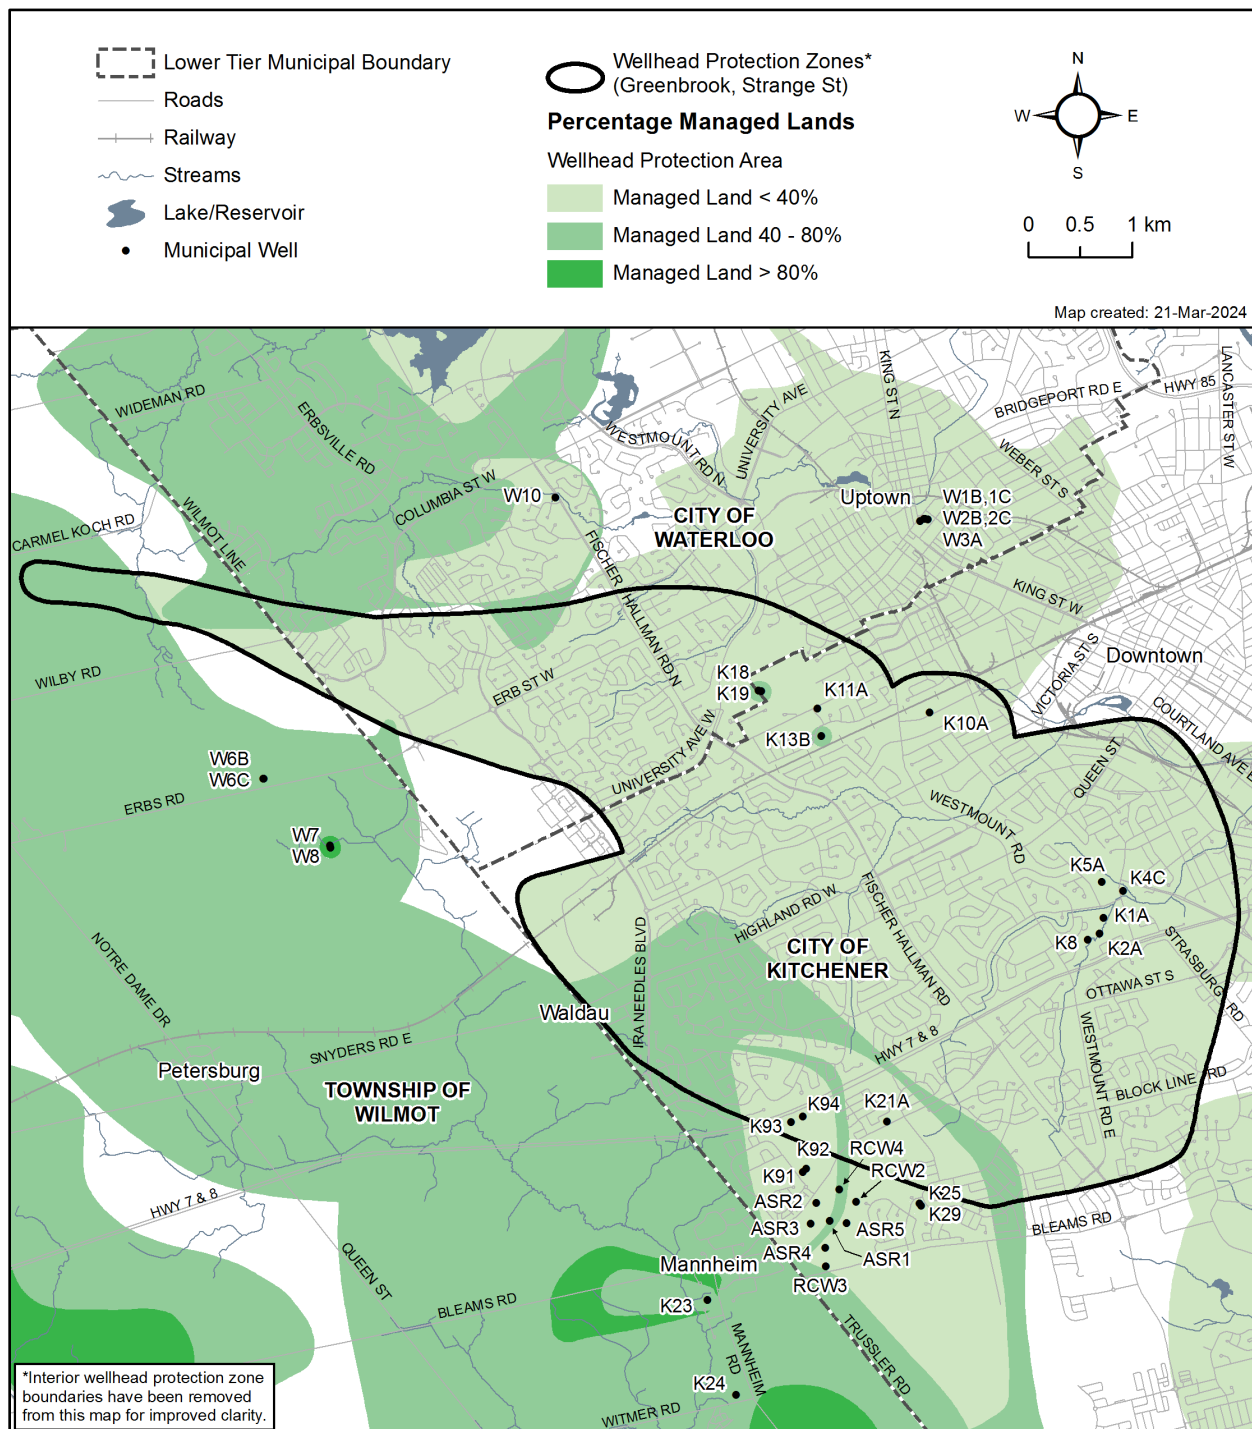 Lower Tier Municipal Boundary
Roads
Railway
Streams
Lake/Reservoir
Municipal Well
Wellhead Protection Zones*
(Greenbrook, Strange St)
Percentage Managed Lands
Wellhead Protection Area
Managed Land < 40%
Managed Land 40 - 80%
Managed Land > 80%
N
W
E
S
0 0.5 1 km
Map created: 21-Mar-2024
WIDEMAN RD
ERBSVILLE RD
COLUMBIA ST W
WILMOT LINE
CARMEL KOCH RD
W10
WESTMOUNT RD N
UNIVERSITY AVE
KING ST N
BRIDGEPORT RD E
HWY 85
LANCASTER ST W
WEBER ST S
Uptown
W1B,1C
W2B,2C
W3A
CITY OF
WATERLOO
FISCHER HALLMAN RD N
KING ST W
VICTORIA ST S
Downtown
COURTLAND AVE E
WILBY RD
ERB ST W
K18
K19
K11A
K10A
K13B
UNIVERSITY AVE W
QUEEN ST
W6B
W6C
ERBS RD
W7
W8
WESTMOUNT RD
K5A
K4C
K1A
K8
K2A
STRASBURG RD
OTTAWA ST S
HIGHLAND RD W
FISCHER HALLMAN RD
CITY OF
KITCHENER
IRA NEEDLES BLVD
NOTRE DAME DR
Waldau
HWY 7 & 8
WESTMOUNT RD E
BLOCK LINE RD
SNYDERS RD E
Petersburg
TOWNSHIP OF
WILMOT
K94
K93
K21A
K92
RCW4
RCW2
K91
K25
K29
ASR2
ASR3
ASR5
ASR4
ASR1
RCW3
BLEAMS RD
HWY 7 & 8
QUEEN ST
Mannheim
BLEAMS RD
K23
MANNHEIM RD
TRUSSLER RD
K24
WITMER RD
*Interior wellhead protection zone
boundaries have been removed
from this map for improved clarity.